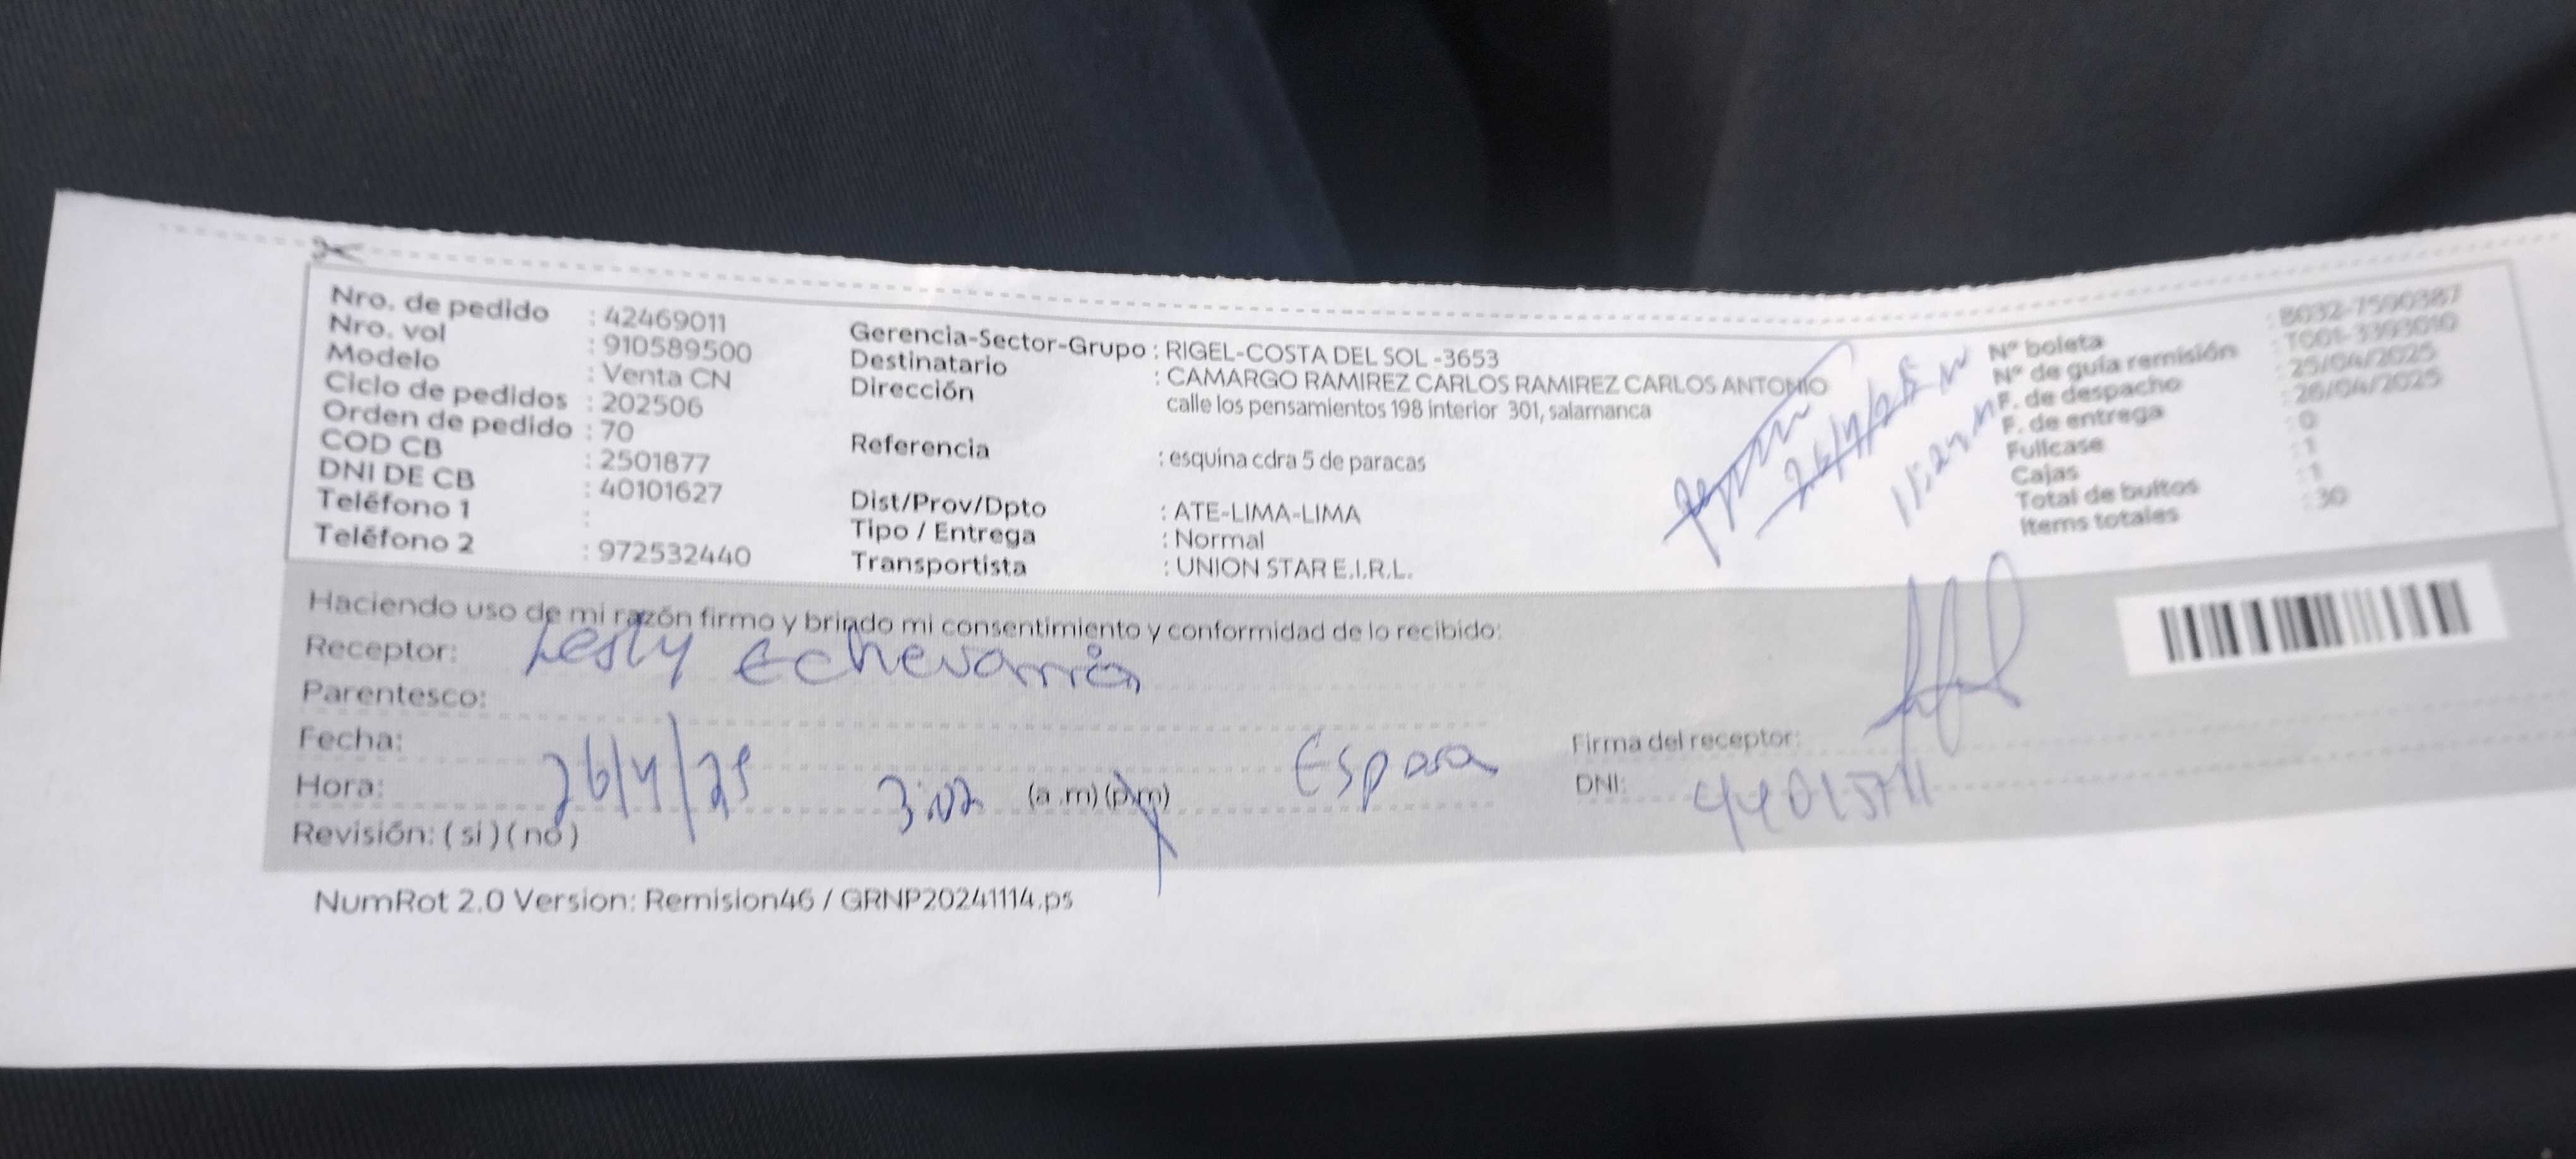 Nro. de pedido : 42469011
Nro. vol : 910589500
Modelo : Venta CN
Ciclo de pedidos : 202506
Orden de pedido : 70
COD CB : 2501877
DNI DE CB : 40101627
Teléfono 1 :
Teléfono 2 : 972532440
Gerencia-Sector-Grupo : RIGEL-COSTA DEL SOL -3653
Destinatario : CAMARGO RAMIREZ CARLOS RAMIREZ CARLOS ANTONIO
Dirección calle los pensamientos 198 interior 301, salamanca
Referencia : esquina cdra 5 de paracas
Dist/Prov/Dpto : ATE-LIMA-LIMA
Tipo / Entrega : Normal
Transportista : UNION STAR E.I.R.L.
26/4/25
Nº boleta : B032-7590387
Nº de guía remisión : T001-3393010
F. de despacho : 25/04/2025
F. de entrega : 26/04/2025
Fullcase : 0
Cajas : 1
Total de bultos : 1
Items totales : 30
Haciendo uso de mi razón firmo y brindo mi consentimiento y conformidad de lo recibido:
Receptor: Lesly Echevarria
Parentesco: Esposa
Fecha: 26/4/25
Hora: (a.m) (p.m)
Revisión: ( si ) ( no )
Firma del receptor:
DNI:
NumRot 2.0 Version: Remision46 / GRNP20241114.ps